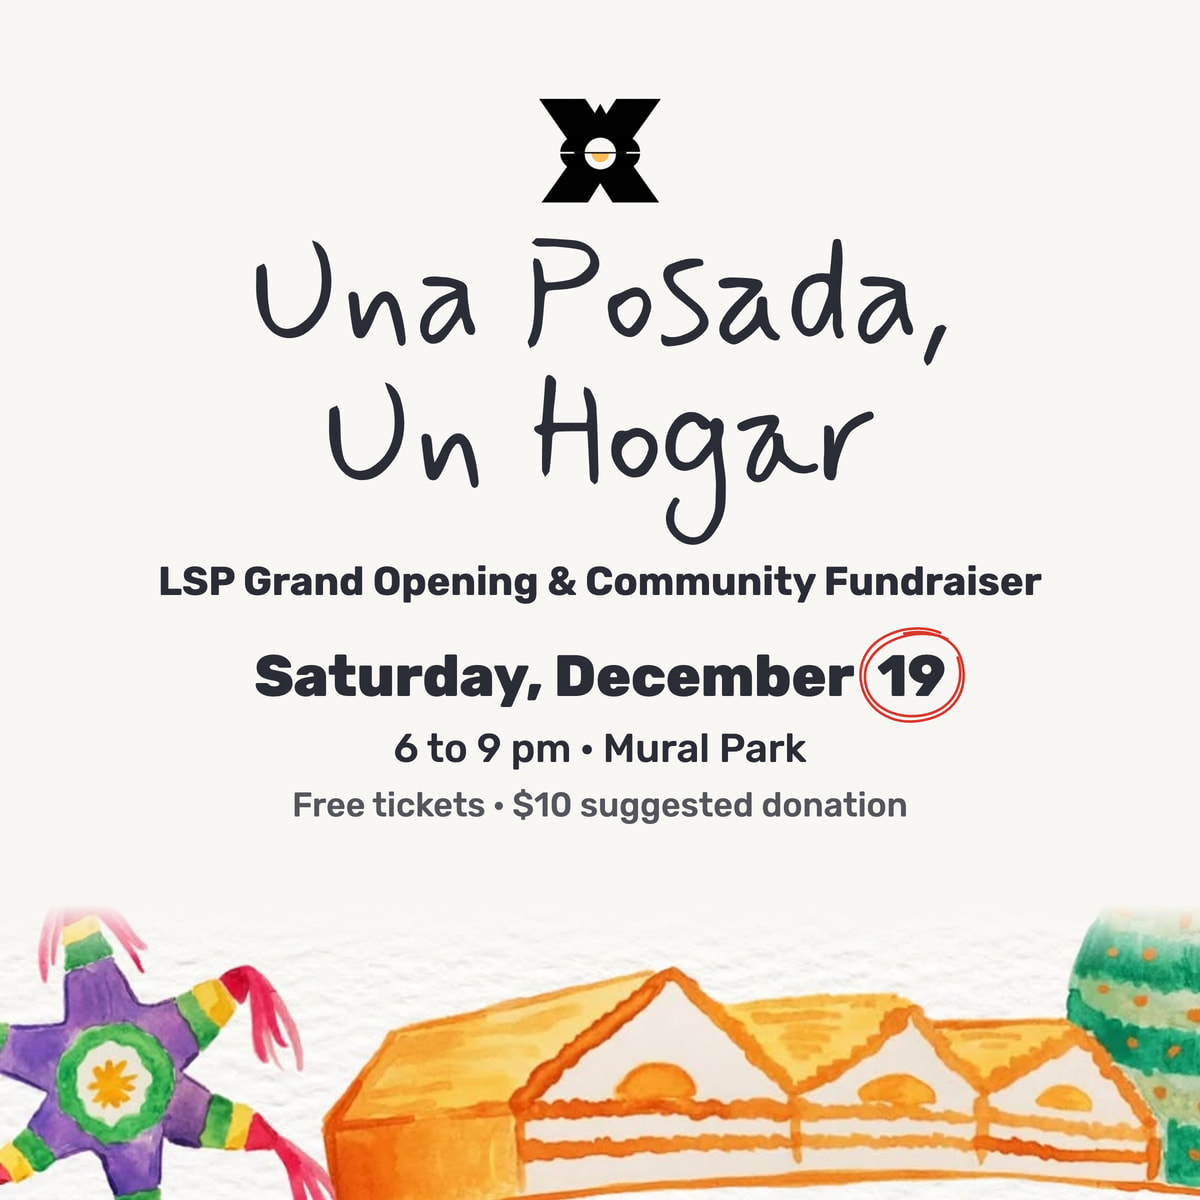 Una Posada,
Un Hogar
LSP Grand Opening & Community Fundraiser
Saturday, December 19
6 to 9 pm • Mural Park
Free tickets • $10 suggested donation